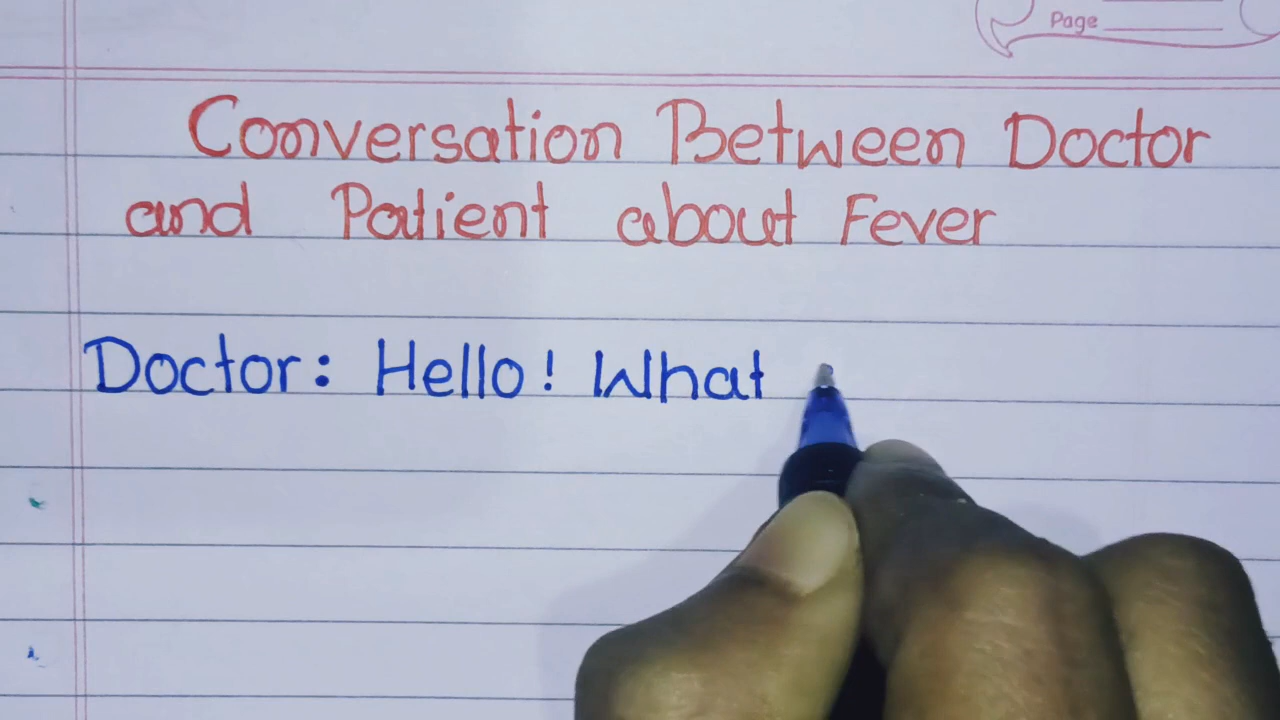 Page
Conversation Between Doctor
and Patient about Fever
Doctor: Hello! What